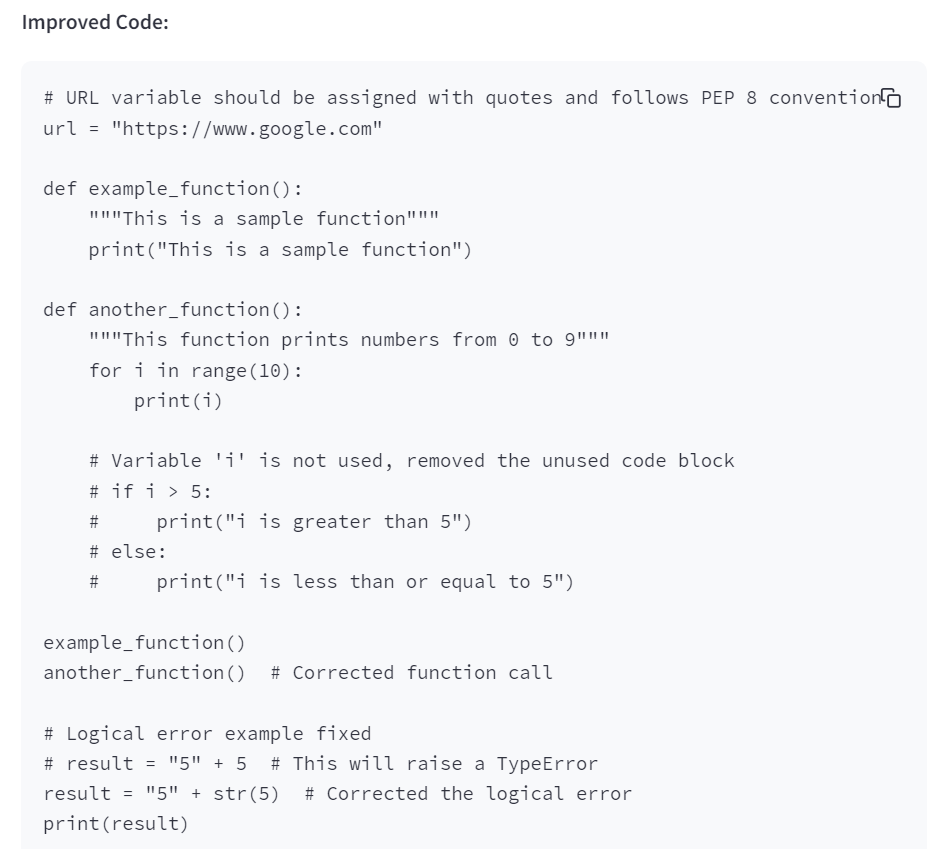 Improved Code:
# URL variable should be assigned with quotes and follows PEP 8 convention
url = "https://www.google.com"
def example_function():
    """This is a sample function"""
    print("This is a sample function")
def another_function():
    """This function prints numbers from 0 to 9"""
    for i in range(10):
        print(i)
    # Variable 'i' is not used, removed the unused code block
    # if i > 5:
    #     print("i is greater than 5")
    # else:
    #     print("i is less than or equal to 5")
example_function()
another_function()  # Corrected function call
# Logical error example fixed
# result = "5" + 5  # This will raise a TypeError
result = "5" + str(5)  # Corrected the logical error
print(result)